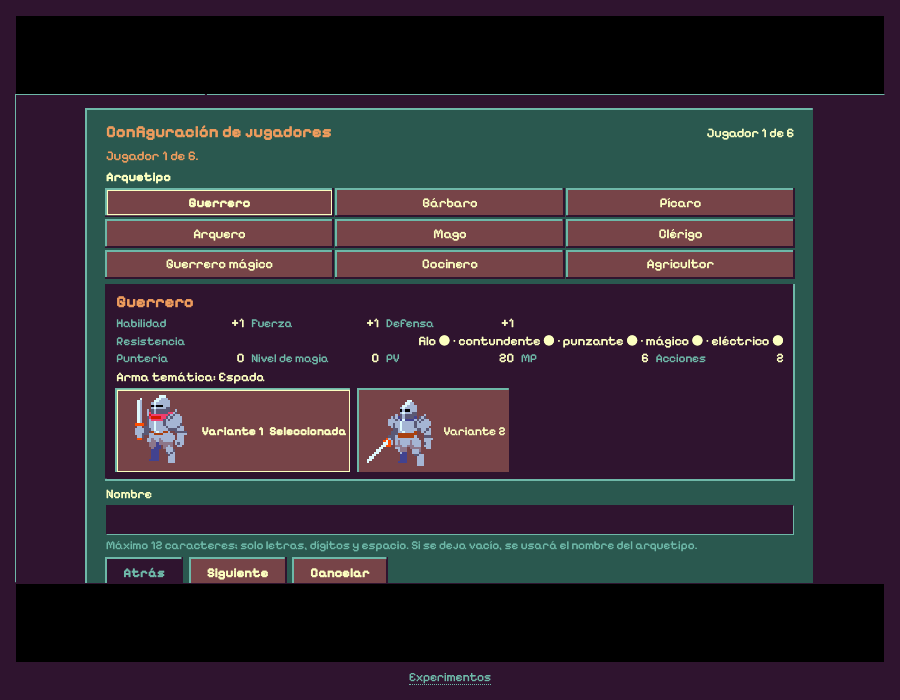 Configuración de jugadores
Jugador 1 de 6
Jugador 1 de 6.
Arquetipo
Guerrero
Bárbaro
Pícaro
Arquero
Mago
Clérigo
Guerrero mágico
Cocinero
Agricultor
Guerrero
Habilidad +1 Fuerza +1 Defensa +1
Resistencia filo · contundente · punzante · mágico · eléctrico
Puntería 0 Nivel de magia 0 PV 20 MP 6 Acciones 2
Arma temática: Espada
Variante 1 Seleccionada
Variante 2
Nombre
Máximo 12 caracteres; solo letras, dígitos y espacio. Si se deja vacío, se usará el nombre del arquetipo.
Atrás
Siguiente
Cancelar
Experimentos